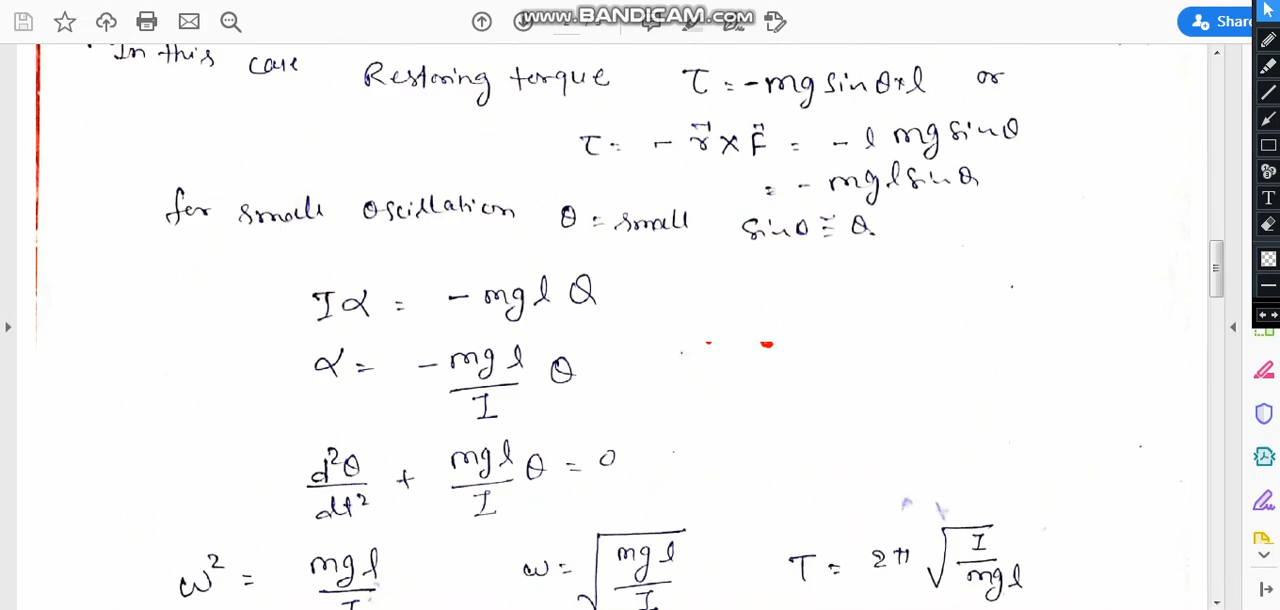 www.BANDICAM.com
Share
In this case Restoring torque τ = -mg sinθ × l or
τ = - r⃗ × F⃗ = - l mg sinθ
= - mgl sinθ
for small oscillation θ = small sinθ ≅ θ
Iα = - mgl θ
α = - mgl/I θ
d²θ/dt² + mgl/I θ = 0
ω² = mgl/I ω = √(mgl/I) T = 2π √(I/mgl)